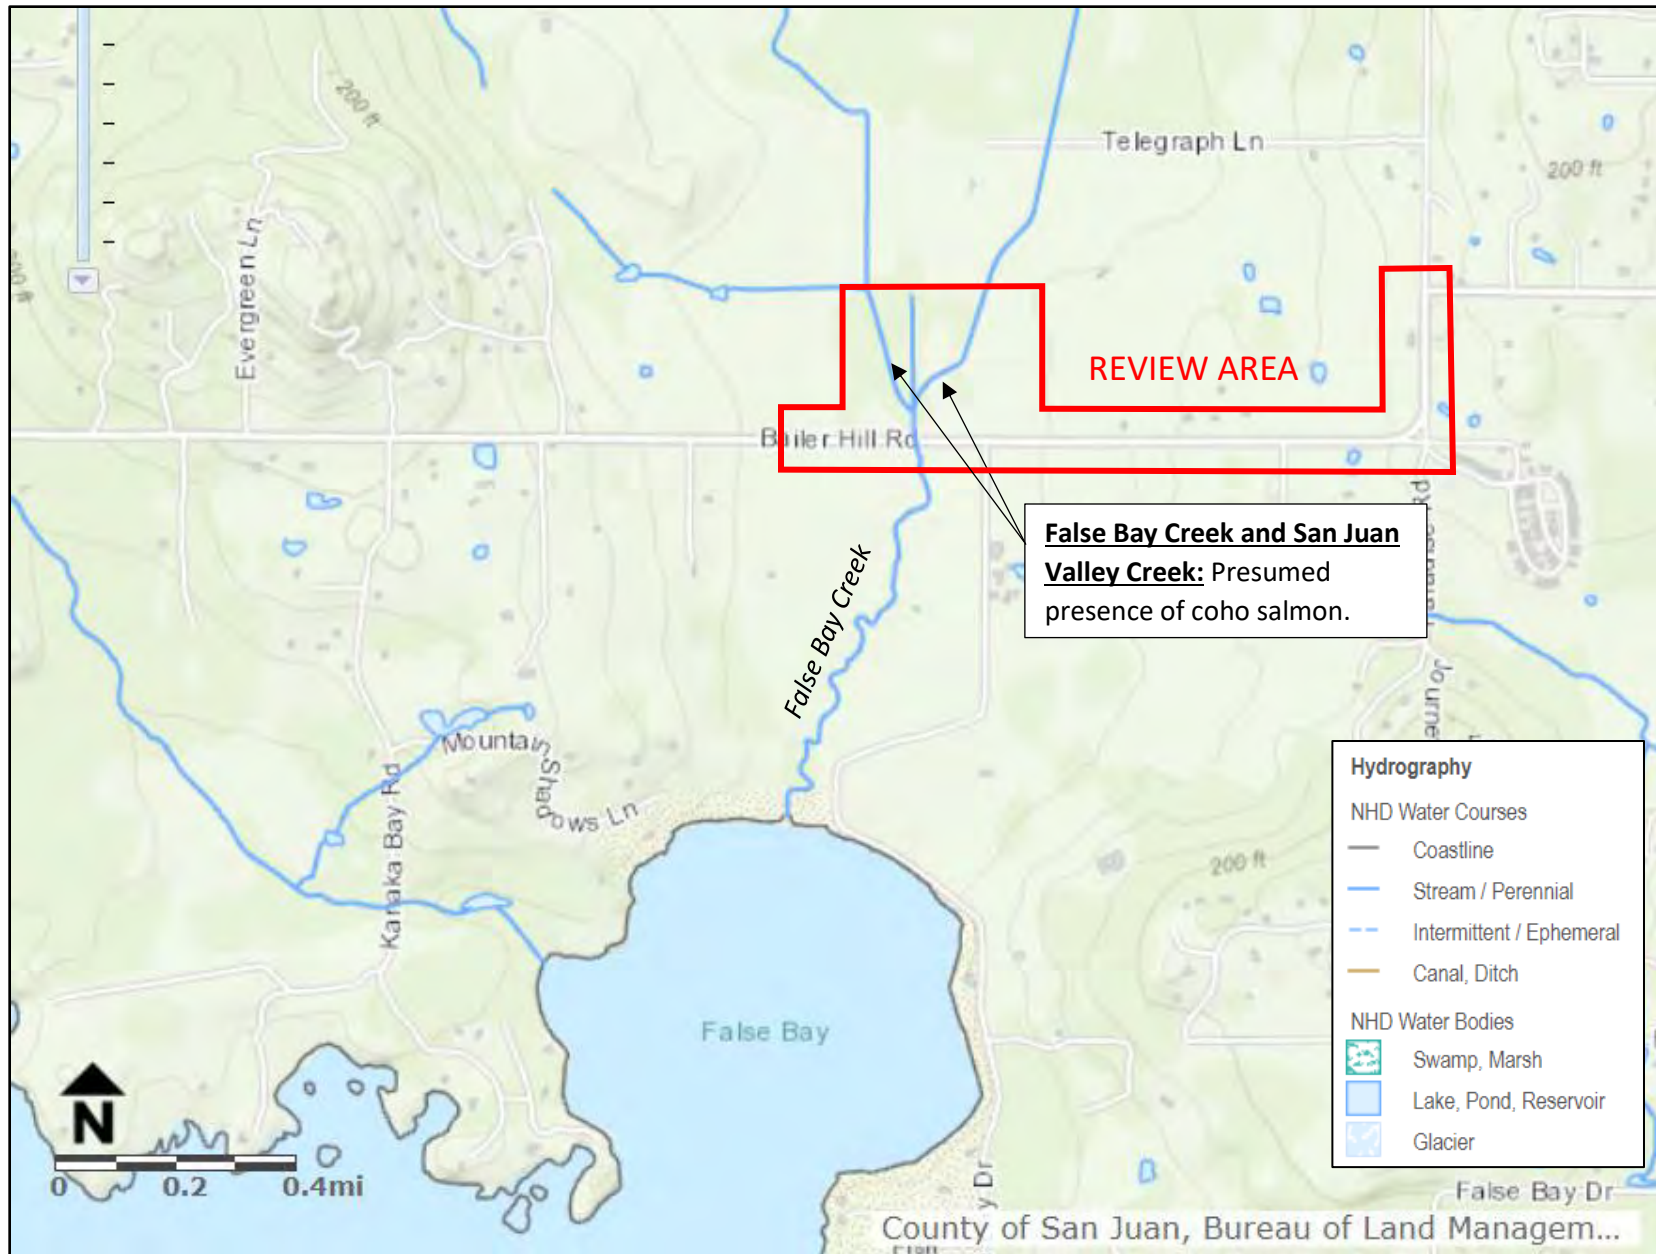 200 ft
Telegraph Ln
200 ft
Evergreen Ln
REVIEW AREA
Bailer Hill Rd
False Bay Creek and San Juan
Valley Creek: Presumed
presence of coho salmon.
False Bay Creek
Mountain Shadows Ln
Kanaka Bay Rd
Hydrography
NHD Water Courses
Coastline
Stream / Perennial
Intermittent / Ephemeral
Canal, Ditch
NHD Water Bodies
Swamp, Marsh
Lake, Pond, Reservoir
Glacier
200 ft
False Bay
N
0 0.2 0.4mi
y Dr
False Bay Dr
County of San Juan, Bureau of Land Managem...